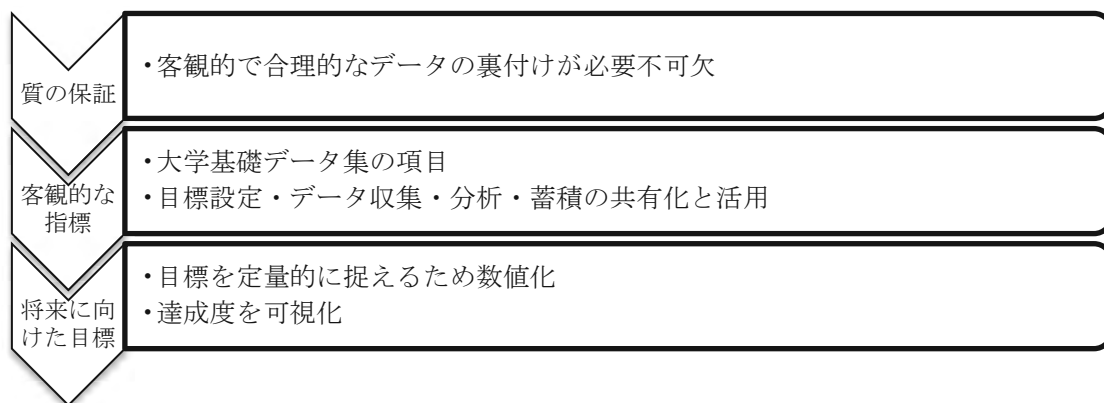 質の保証
・客観的で合理的なデータの裏付けが必要不可欠
客観的な
指標
・大学基礎データ集の項目
・目標設定・データ収集・分析・蓄積の共有化と活用
将来に向
けた目標
・目標を定量的に捉えるため数値化
・達成度を可視化